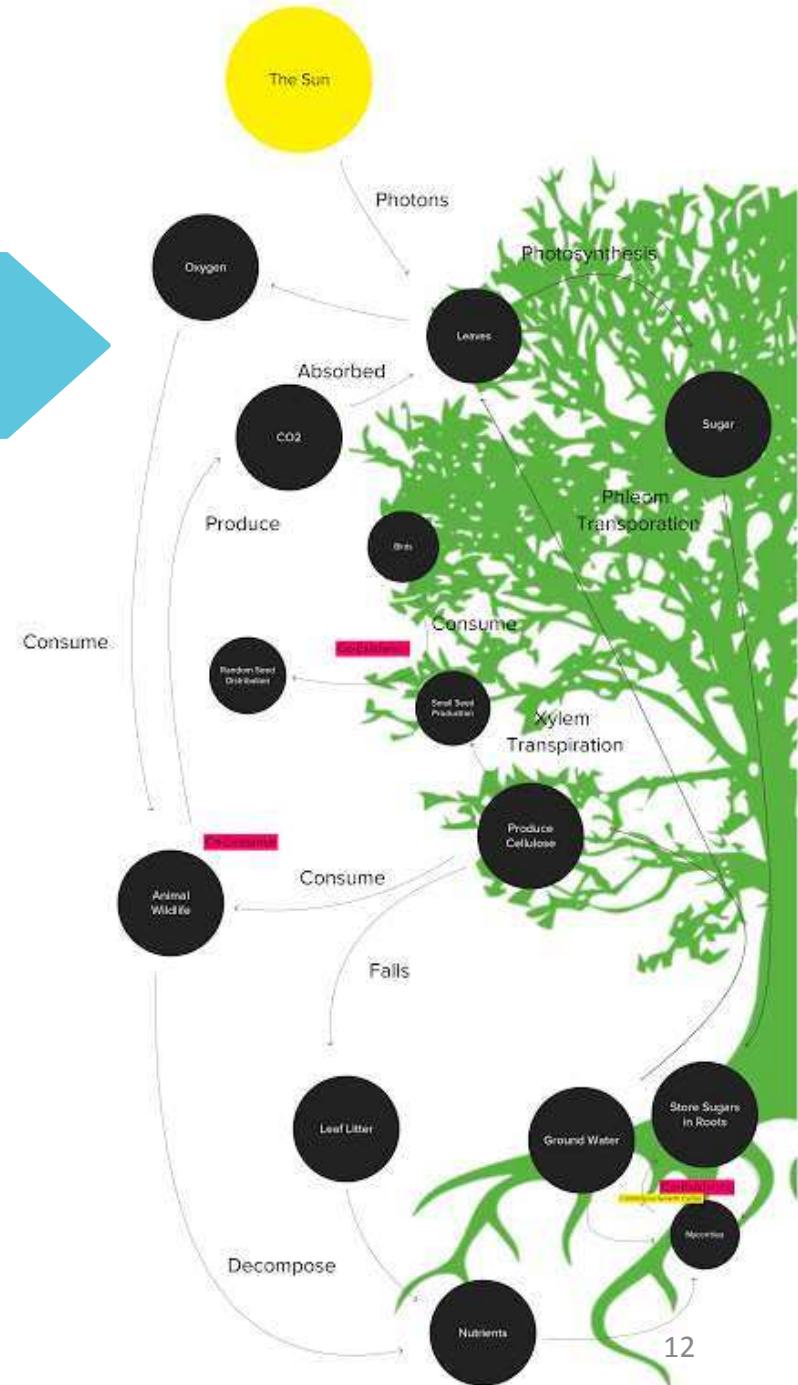 The Sun
Photons
Oxygen
Photosynthesis
Leaves
Absorbed
Sugar
CO2
Phleom
Transporation
Produce
Birds
Consume
Consume
Random Seed
Distribution
Small Seed
Production
Xylem
Transpiration
Produce
Cellulose
Consume
Animal
Wildlife
Falls
Store Sugars
in Roots
Leaf Litter
Ground Water
Decompose
Nutrients
12